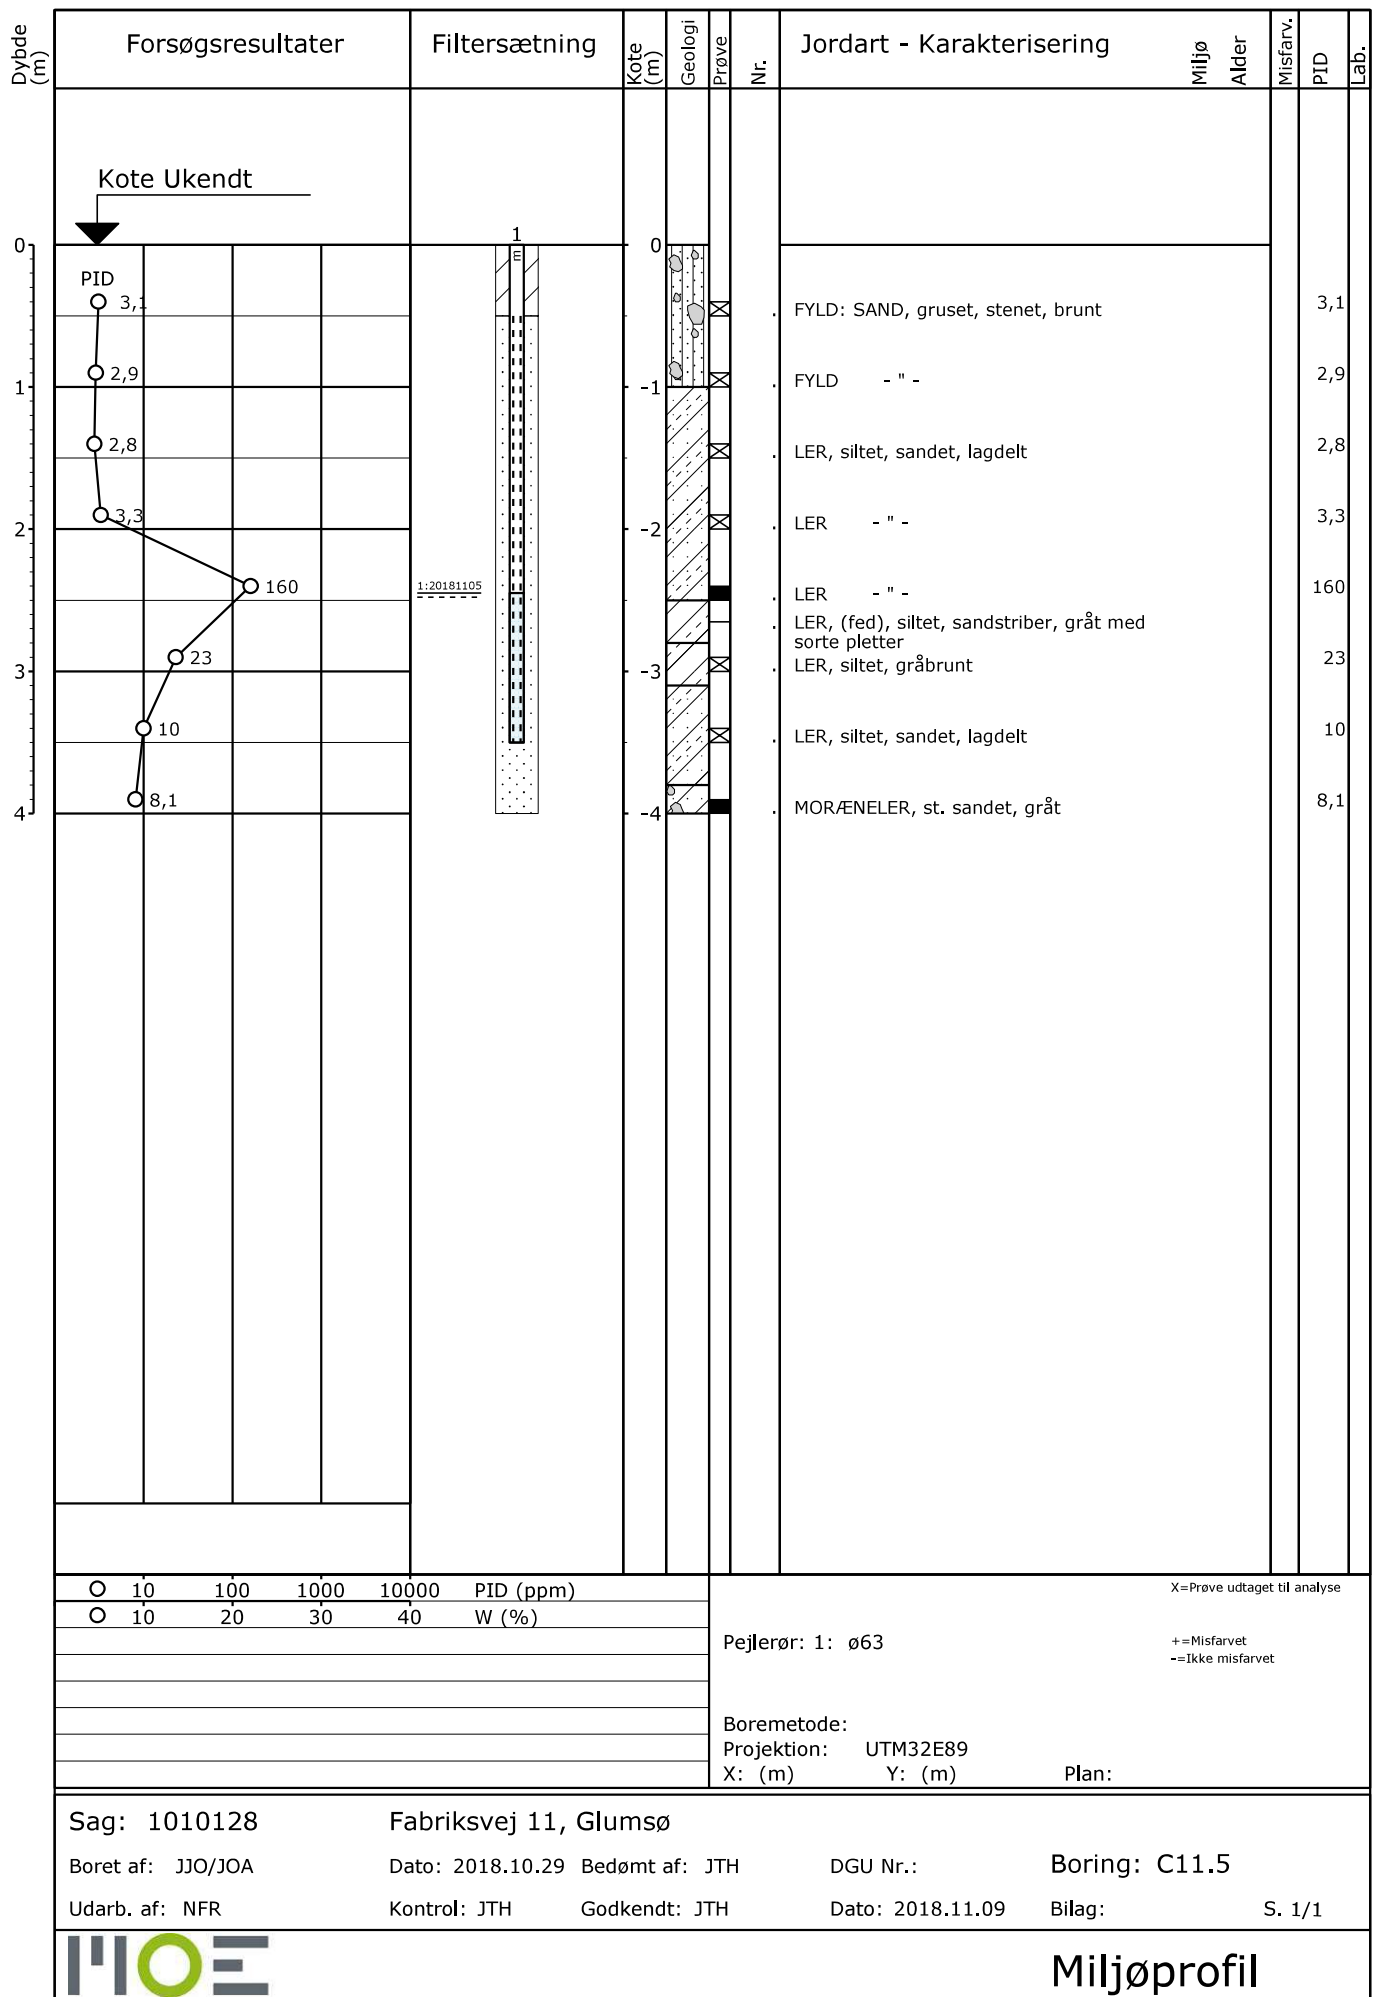 Dybde (m)
Forsøgsresultater
Filtersætning
Kote (m)
Geologi
Prøve
Nr.
Jordart - Karakterisering
Miljø
Alder
Misfarv.
PID
Lab.
Kote Ukendt
0
1
m
0
PID
3,1
FYLD: SAND, gruset, stenet, brunt
3,1
2,9
FYLD - " -
2,9
1
-1
2,8
LER, siltet, sandet, lagdelt
2,8
3,3
LER - " -
3,3
2
-2
160
1:20181105
LER - " -
160
LER, (fed), siltet, sandstriber, gråt med
sorte pletter
23
LER, siltet, gråbrunt
23
3
-3
10
LER, siltet, sandet, lagdelt
10
8,1
MORÆNELER, st. sandet, gråt
8,1
4
-4
10 100 1000 10000 PID (ppm)
10 20 30 40 W (%)
X=Prøve udtaget til analyse
Pejlerør: 1: ø63
+=Misfarvet
-=Ikke misfarvet
Boremetode:
Projektion: UTM32E89
X: (m) Y: (m) Plan:
Sag: 1010128 Fabriksvej 11, Glumsø
Boret af: JJO/JOA Dato: 2018.10.29 Bedømt af: JTH DGU Nr.: Boring: C11.5
Udarb. af: NFR Kontrol: JTH Godkendt: JTH Dato: 2018.11.09 Bilag: S. 1/1
MOE
Miljøprofil